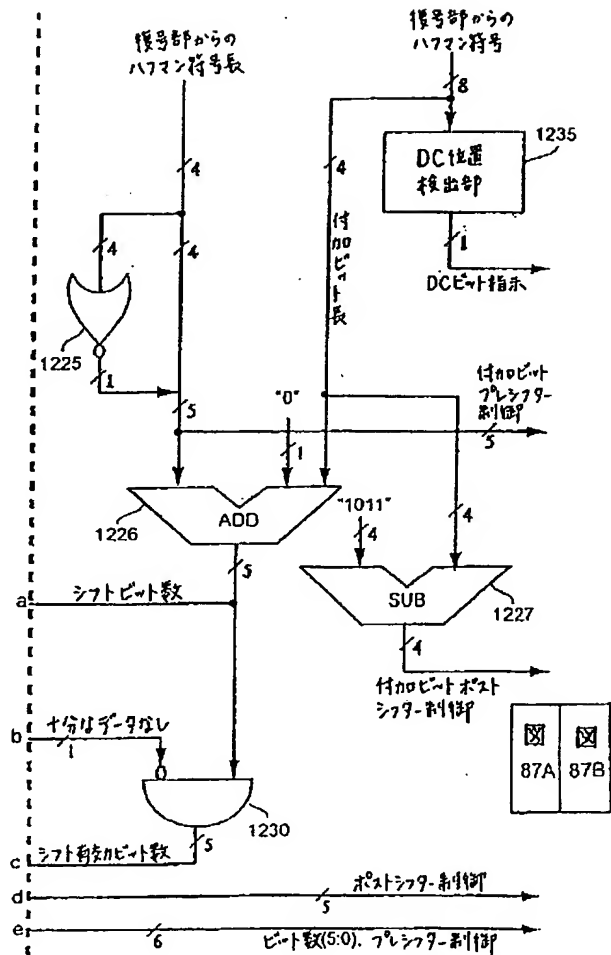 復号部からの
ハフマン符号長
復号部からの
ハフマン符号
8
1235
DC位置
検出部
4
4
付加ビット長
1
DCビット指示
4
4
1225
1
5
"0"
1
付加ビット
プレシフター
制御
5
1226
ADD
"1011"
4
4
5
SUB
1227
a
シフトビット数
4
付加ビットポスト
シフター制御
b
十分なデータなし
1
図
87A
図
87B
1230
5
c
シフト有効ビット数
d
ポストシフター制御
5
e
6
ビット数(5:0)、プレシフター制御